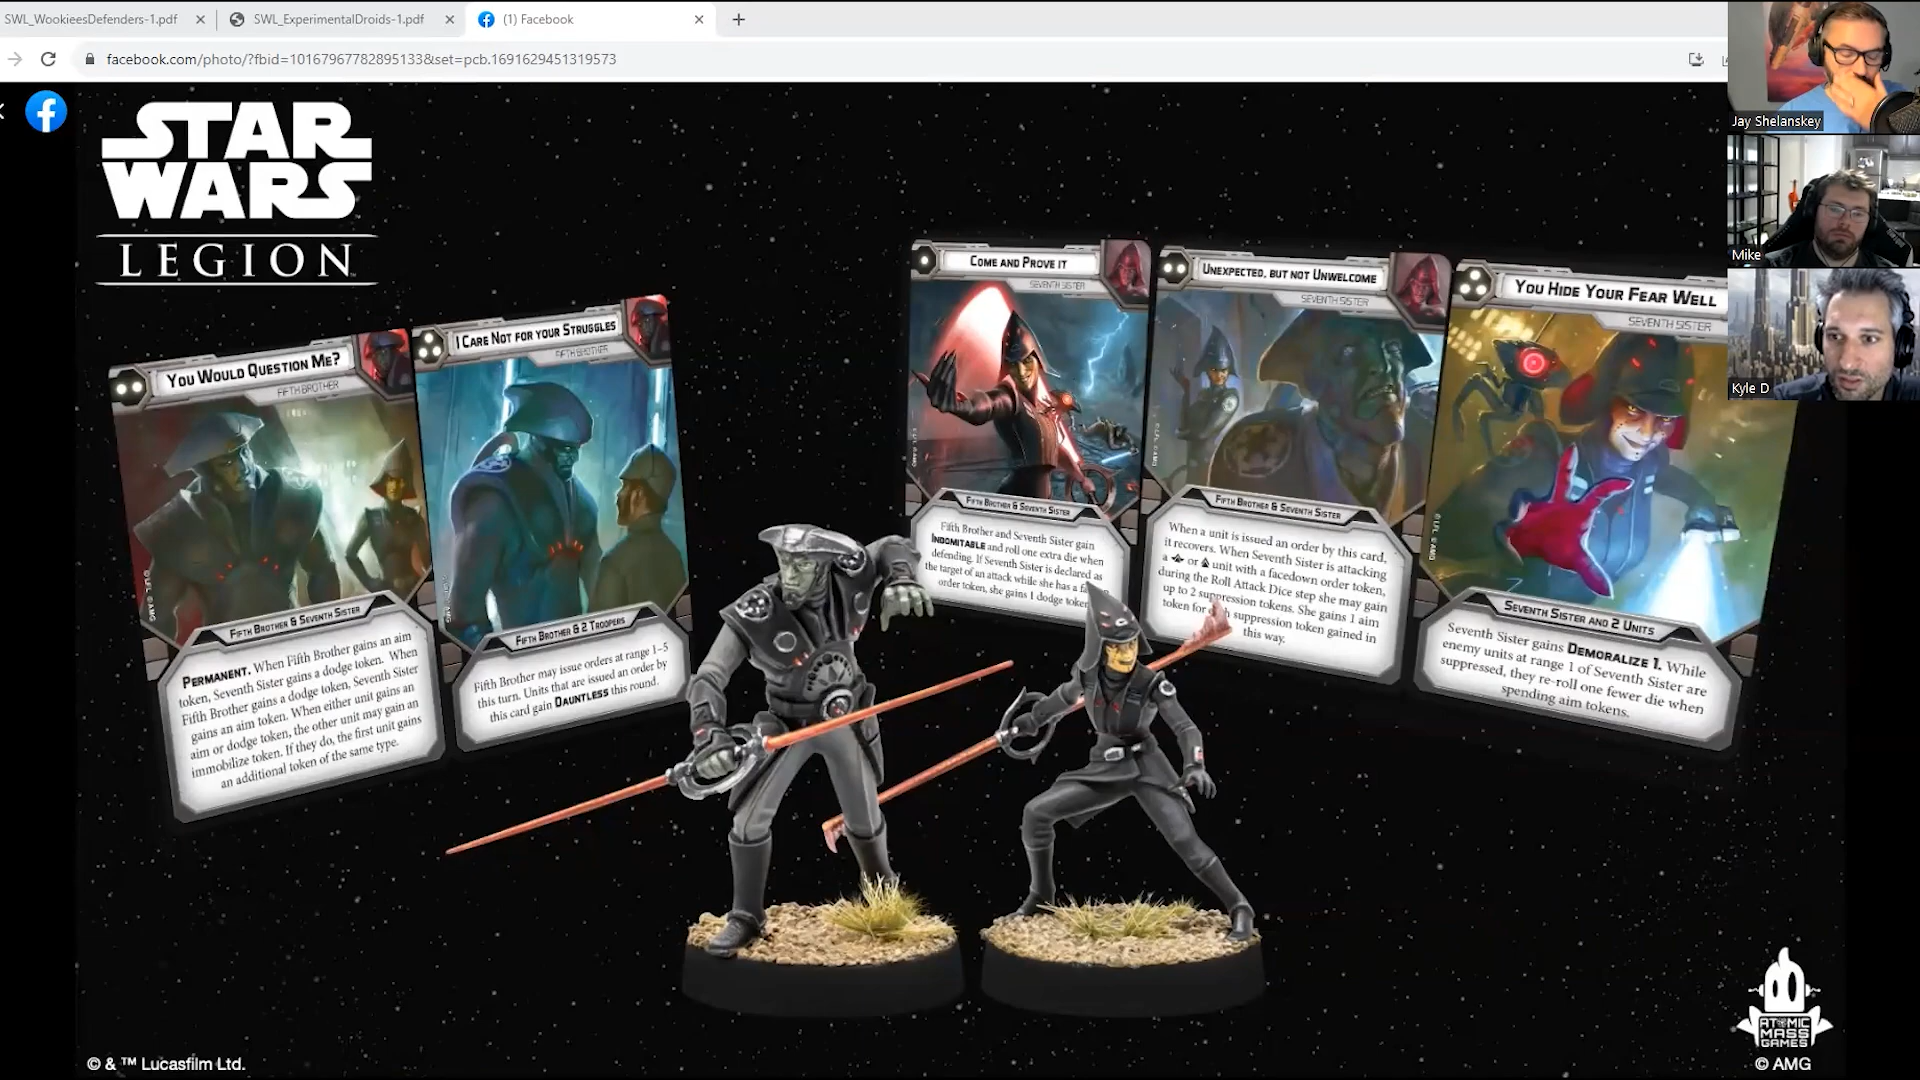 SWL_WookieesDefenders-1.pdf
SWL_ExperimentalDroids-1.pdf
(1) Facebook
facebook.com/photo/?fbid=10167967782895133&set=pcb.1691629451319573
Jay Shelanskey
Mike
Kyle D
STAR
WARS
LEGION
You Would Question Me?
FIFTH BROTHER
Fifth Brother & Seventh Sister
Permanent. When Fifth Brother gains an aim
token, Seventh Sister gains a dodge token. When
Fifth Brother gains a dodge token, Seventh Sister
gains an aim token. When either unit gains an
aim or dodge token, the other unit may gain an
immobilize token. If they do, the first unit gains
an additional token of the same type.
I Care Not for your Struggles
FIFTH BROTHER
Fifth Brother & 2 Troopers
Fifth Brother may issue orders at range 1-5
this turn. Units that are issued an order by
this card gain Dauntless this round.
Come and Prove it
SEVENTH SISTER
Fifth Brother & Seventh Sister
Fifth Brother and Seventh Sister gain
Indomitable and roll one extra die when
defending. If Seventh Sister is declared as
the target of an attack while she has a
order token, she gains 1 dodge
Unexpected, but not Unwelcome
SEVENTH SISTER
Fifth Brother & Seventh Sister
When a unit is issued an order by this card,
it recovers. When Seventh Sister is attacking
a or unit with a facedown order token,
during the Roll Attack Dice step she may gain
up to 2 suppression tokens. She gains 1 aim
token for suppression token gained in
this way.
You Hide Your Fear Well
SEVENTH SISTER
Seventh Sister and 2 Units
Seventh Sister gains Demoralize 1. While
enemy units at range 1 of Seventh Sister are
suppressed, they re-roll one fewer die when
spending aim tokens.
ATOMIC
MASS
GAMES
© AMG
© & ™ Lucasfilm Ltd.